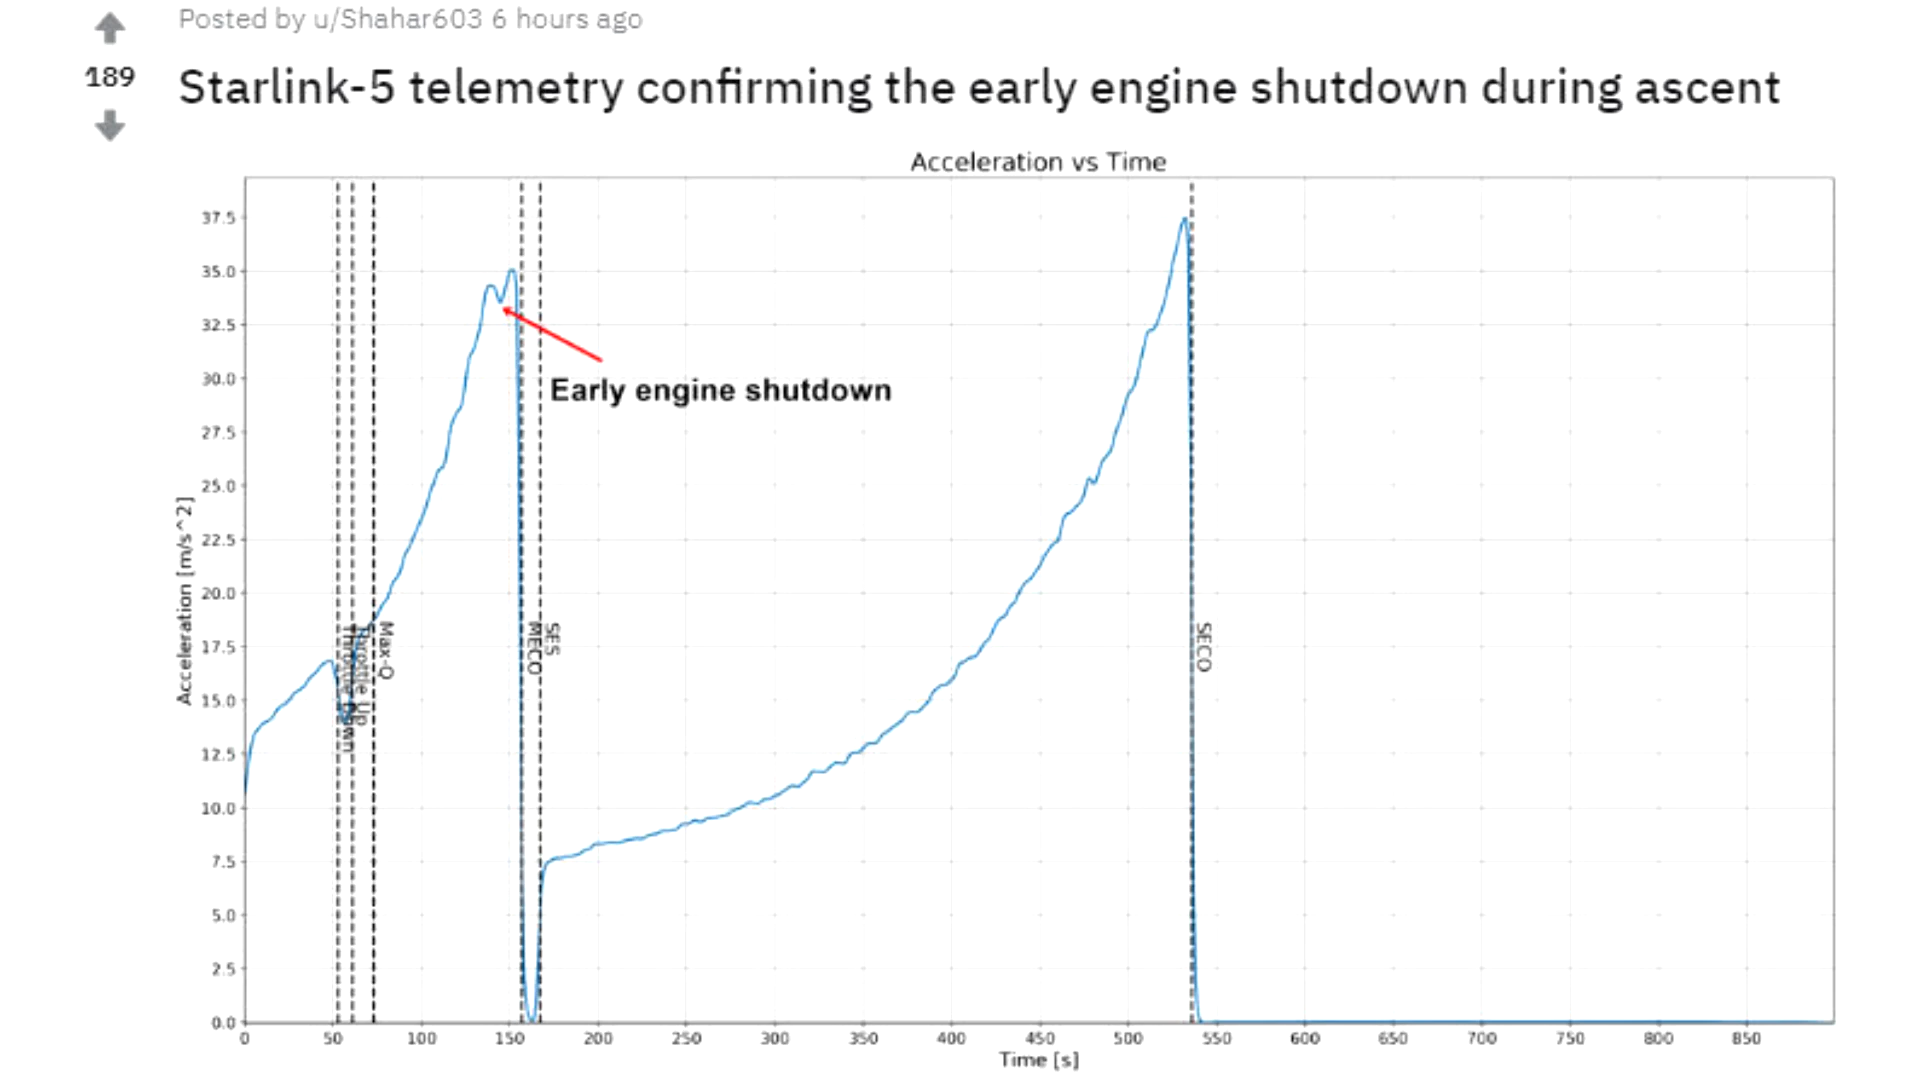 Posted by u/Shahar603 6 hours ago
189
Starlink-5 telemetry confirming the early engine shutdown during ascent
Acceleration vs Time
37.5
35.0
32.5
30.0
27.5
25.0
22.5
20.0
17.5
15.0
12.5
10.0
7.5
5.0
2.5
0.0
Acceleration [m/s^2]
Early engine shutdown
Throttle Down
Throttle Up
Max-Q
MECO
SES
SECO
0 50 100 150 200 250 300 350 400 450 500 550 600 650 700 750 800 850
Time [s]